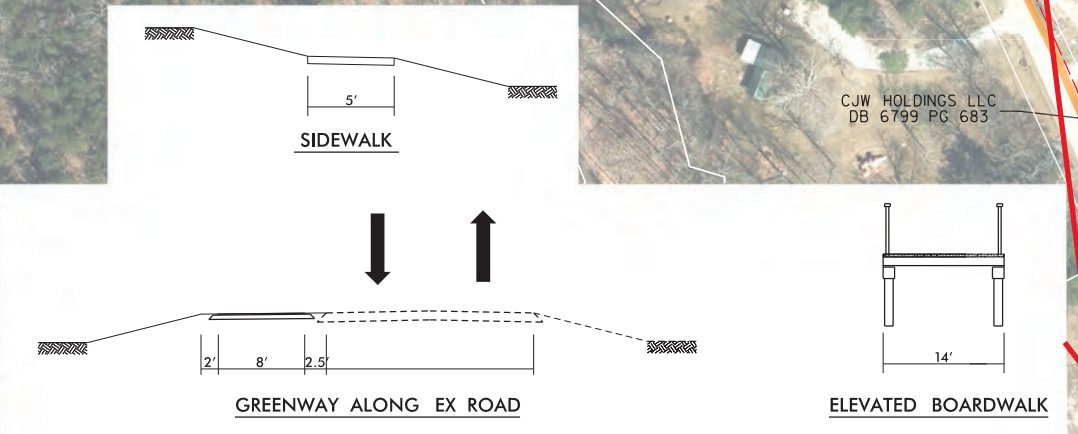 5'
SIDEWALK
CJW HOLDINGS LLC
DB 6799 PG 683
2' 8' 2.5'
GREENWAY ALONG EX ROAD
14'
ELEVATED BOARDWALK